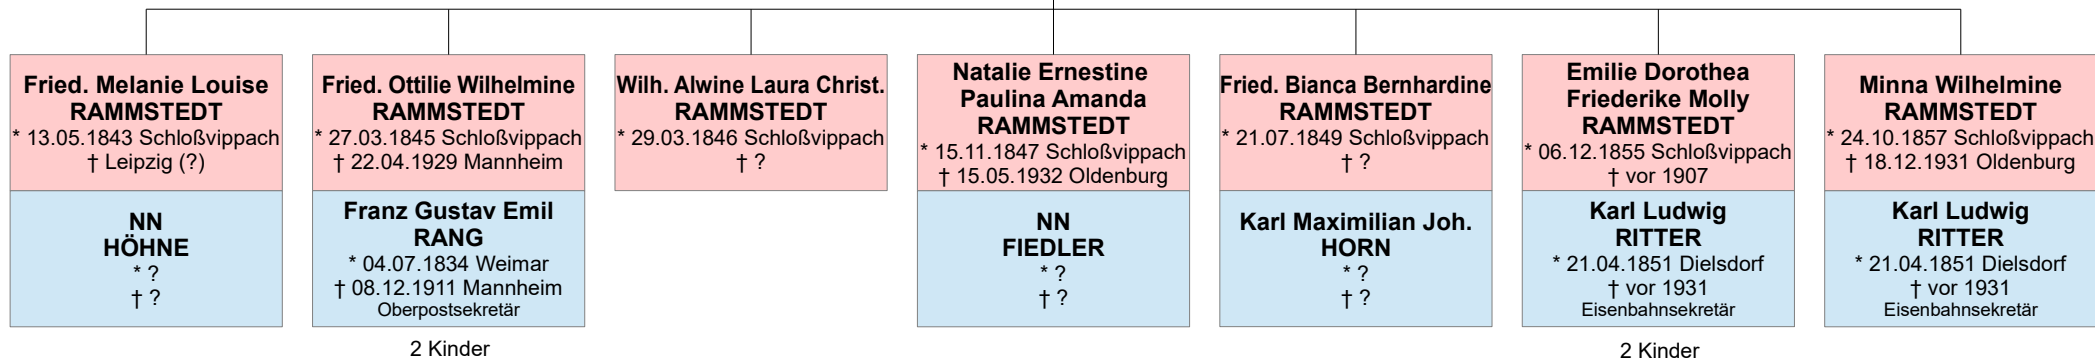 Fried. Melanie Louise
RAMMSTEDT
* 13.05.1843 Schloßvippach
† Leipzig (?)
NN
HÖHNE
* ?
† ?
Fried. Ottilie Wilhelmine
RAMMSTEDT
* 27.03.1845 Schloßvippach
† 22.04.1929 Mannheim
Franz Gustav Emil
RANG
* 04.07.1834 Weimar
† 08.12.1911 Mannheim
Oberpostsekretär
2 Kinder
Wilh. Alwine Laura Christ.
RAMMSTEDT
* 29.03.1846 Schloßvippach
† ?
Natalie Ernestine
Paulina Amanda
RAMMSTEDT
* 15.11.1847 Schloßvippach
† 15.05.1932 Oldenburg
NN
FIEDLER
* ?
† ?
Fried. Bianca Bernhardine
RAMMSTEDT
* 21.07.1849 Schloßvippach
† ?
Karl Maximilian Joh.
HORN
* ?
† ?
Emilie Dorothea
Friederike Molly
RAMMSTEDT
* 06.12.1855 Schloßvippach
† vor 1907
Karl Ludwig
RITTER
* 21.04.1851 Dielsdorf
† vor 1931
Eisenbahnsekretär
2 Kinder
Minna Wilhelmine
RAMMSTEDT
* 24.10.1857 Schloßvippach
† 18.12.1931 Oldenburg
Karl Ludwig
RITTER
* 21.04.1851 Dielsdorf
† vor 1931
Eisenbahnsekretär